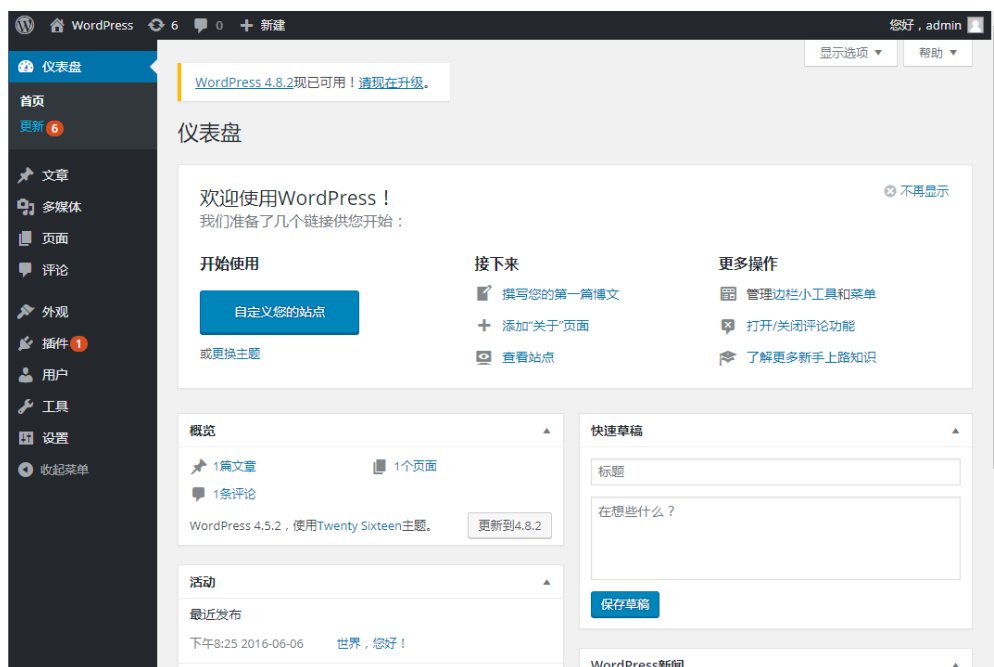 WordPress 6 0 新建 您好，admin
仪表盘
首页
更新 6
文章
多媒体
页面
评论
外观
插件 1
用户
工具
设置
收起菜单
显示选项 帮助
WordPress 4.8.2现已可用！请现在升级。
仪表盘
欢迎使用WordPress！
不再显示
我们准备了几个链接供您开始：
开始使用
自定义您的站点
或更换主题
接下来
撰写您的第一篇博文
添加“关于”页面
查看站点
更多操作
管理边栏小工具和菜单
打开/关闭评论功能
了解更多新手上路知识
概览
1篇文章 1个页面
1条评论
WordPress 4.5.2，使用Twenty Sixteen主题。 更新到4.8.2
活动
最近发布
下午8:25 2016-06-06 世界，您好！
快速草稿
标题
在想些什么？
保存草稿
WordPress新闻